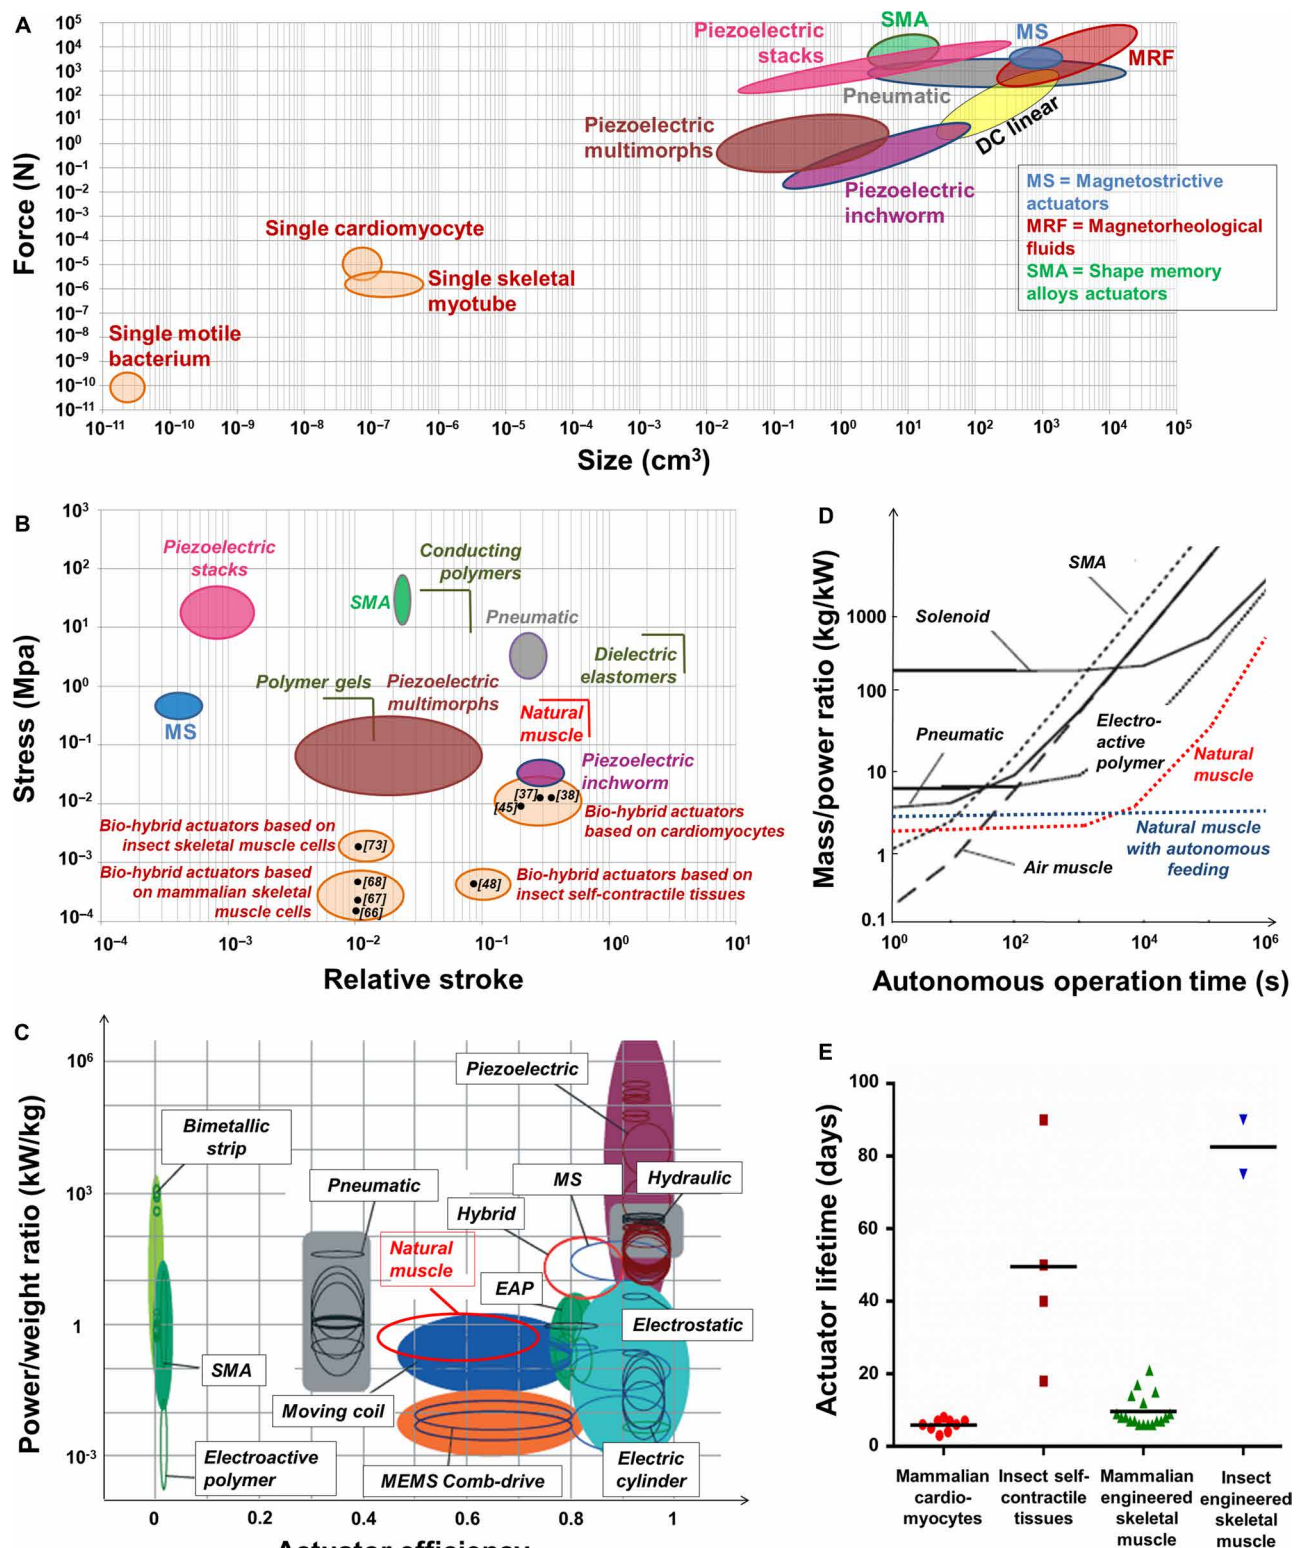 A
10⁵
10⁴
10³
10²
10¹
10⁰
10⁻¹
10⁻²
10⁻³
10⁻⁴
10⁻⁵
10⁻⁶
10⁻⁷
10⁻⁸
10⁻⁹
10⁻¹⁰
10⁻¹¹
Force (N)
Piezoelectric
stacks
SMA
MS
MRF
Pneumatic
DC linear
Piezoelectric
multimorphs
Piezoelectric
inchworm
MS = Magnetostrictive
actuators
MRF = Magnetorheological
fluids
SMA = Shape memory
alloys actuators
Single cardiomyocyte
Single skeletal
myotube
Single motile
bacterium
10⁻¹¹ 10⁻¹⁰ 10⁻⁹ 10⁻⁸ 10⁻⁷ 10⁻⁶ 10⁻⁵ 10⁻⁴ 10⁻³ 10⁻² 10⁻¹ 10⁰ 10¹ 10² 10³ 10⁴ 10⁵
Size (cm³)
B
10³
10²
10¹
10⁰
10⁻¹
10⁻²
10⁻³
10⁻⁴
Stress (Mpa)
Piezoelectric
stacks
Conducting
polymers
SMA
Pneumatic
Dielectric
elastomers
Polymer gels
Piezoelectric
multimorphs
MS
Natural
muscle
Piezoelectric
inchworm
[37]
[38]
[45]
Bio-hybrid actuators
based on cardiomyocytes
Bio-hybrid actuators based on
insect skeletal muscle cells
[73]
Bio-hybrid actuators based
on mammalian skeletal
muscle cells
[68]
[67]
[66]
[48]
Bio-hybrid actuators based on
insect self-contractile tissues
10⁻⁴ 10⁻³ 10⁻² 10⁻¹ 10⁰ 10¹
Relative stroke
D
Mass/power ratio (kg/kW)
1000
100
10
1
0.1
SMA
Solenoid
Pneumatic
Electro-
active
polymer
Natural
muscle
Natural muscle
with autonomous
feeding
Air muscle
10⁰ 10² 10⁴ 10⁶
Autonomous operation time (s)
C
Power/weight ratio (kW/kg)
10⁶
10³
1
10⁻³
Piezoelectric
Bimetallic
strip
Pneumatic
MS
Hydraulic
Hybrid
Natural
muscle
EAP
Electrostatic
SMA
Moving coil
Electroactive
polymer
MEMS Comb-drive
Electric
cylinder
0 0.2 0.4 0.6 0.8 1
Actuator efficiency
E
Actuator lifetime (days)
100
80
60
40
20
0
Mammalian
cardio-
myocytes
Insect self-
contractile
tissues
Mammalian
engineered
skeletal
muscle
Insect
engineered
skeletal
muscle